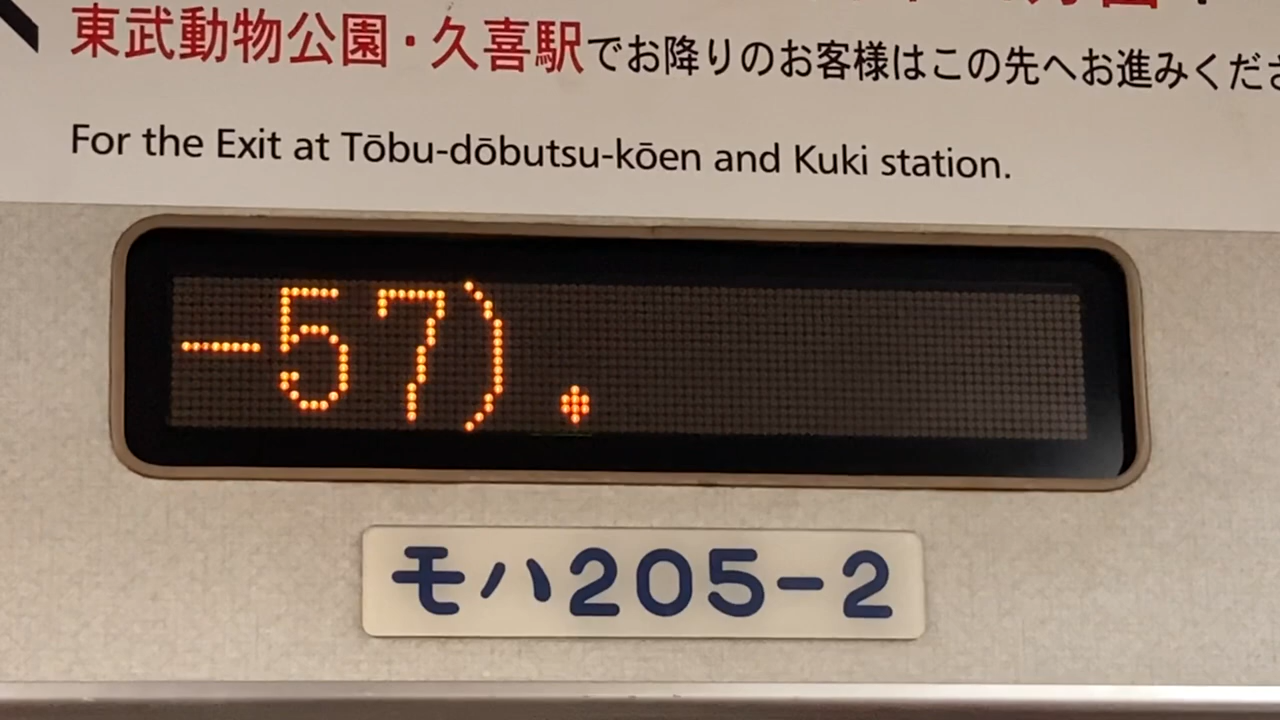 東武動物公園・久喜駅でお降りのお客様はこの先へお進みくださ
For the Exit at Tōbu-dōbutsu-kōen and Kuki station.
−57).
モハ205-2